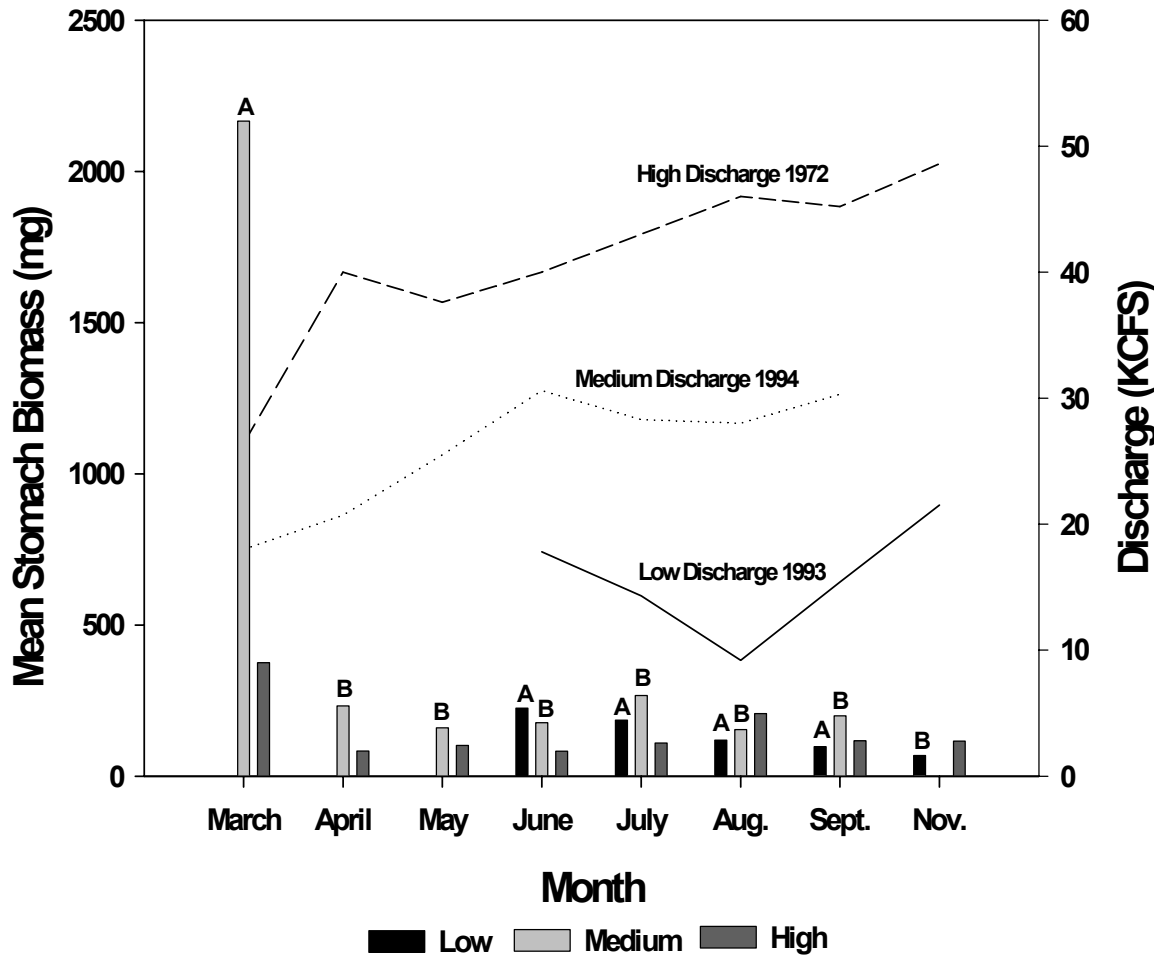 2500
2000
1500
1000
500
0
Mean Stomach Biomass (mg)
60
50
40
30
20
10
0
Discharge (KCFS)
A
High Discharge 1972
Medium Discharge 1994
Low Discharge 1993
B
B
A
B
A
B
A
B
A
B
B
March April May June July Aug. Sept. Nov.
Month
Low Medium High